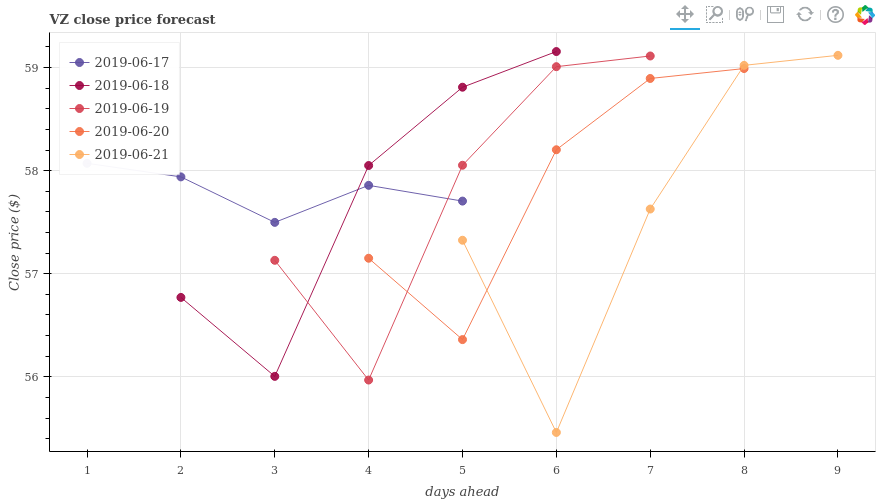 VZ close price forecast
2019-06-17
2019-06-18
2019-06-19
2019-06-20
2019-06-21
59
58
57
56
Close price ($)
1 2 3 4 5 6 7 8 9
days ahead